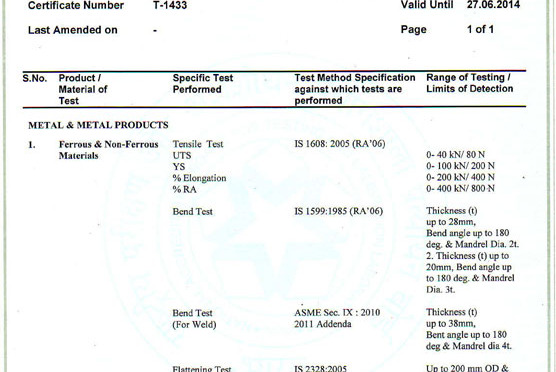 Certificate Number T-1433 Valid Until 27.06.2014
Last Amended on - Page 1 of 1
S.No. Product / Specific Test Test Method Specification Range of Testing /
Material of Performed against which tests are Limits of Detection
Test performed
METAL & METAL PRODUCTS
1. Ferrous & Non-Ferrous Tensile Test IS 1608: 2005 (RA'06)
Materials UTS 0- 40 kN/ 80 N
YS 0- 100 kN/ 200 N
% Elongation 0- 200 kN/ 400 N
% RA 0- 400 kN/ 800 N
Bend Test IS 1599:1985 (RA'06) Thickness (t)
up to 28mm,
Bend angle up to 180
deg. & Mandrel Dia. 2t.
2. Thickness (t) up to
20mm, Bend angle up
to 180 deg. & Mandrel
Dia. 3t.
Bend Test ASME Sec. IX : 2010 Thickness (t)
(For Weld) 2011 Addenda up to 38mm,
Bent angle up to 180
deg & Mandrel dia 4t.
Flattening Test IS 2328:2005 Up to 200 mm OD &